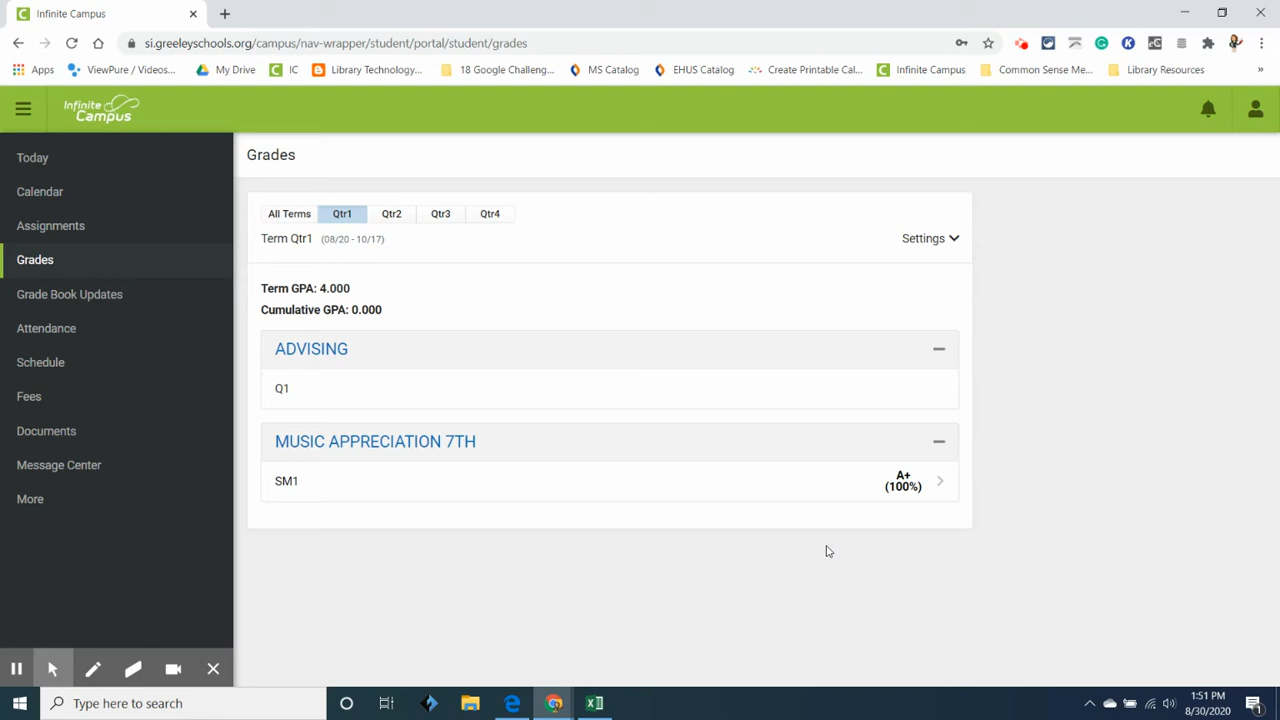 Infinite Campus
si.greeleyschools.org/campus/nav-wrapper/student/portal/student/grades
Apps ViewPure / Videos... My Drive IC Library Technology... 18 Google Challeng... MS Catalog EHUS Catalog Create Printable Cal... Infinite Campus Common Sense Me... Library Resources »
Infinite Campus
Today
Calendar
Assignments
Grades
Grade Book Updates
Attendance
Schedule
Fees
Documents
Message Center
More
Grades
All Terms Qtr1 Qtr2 Qtr3 Qtr4
Term Qtr1 (08/20 - 10/17) Settings
Term GPA: 4.000
Cumulative GPA: 0.000
ADVISING
Q1
MUSIC APPRECIATION 7TH
SM1 A+
(100%)
Type here to search
1:51 PM
8/30/2020
1